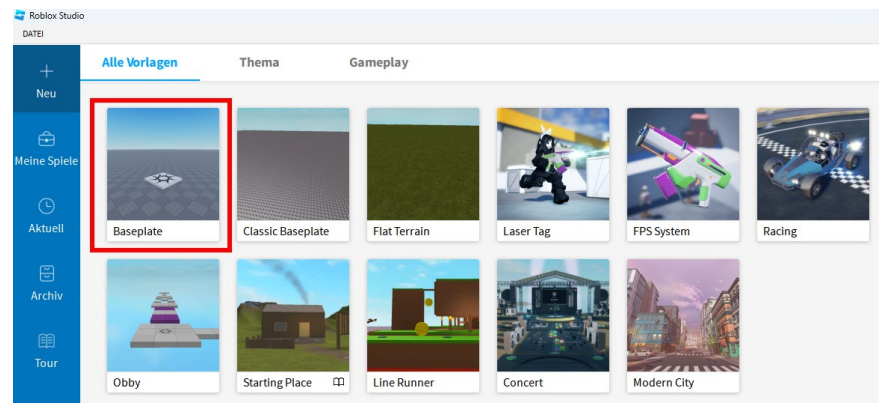 Roblox Studio
DATEI
Neu
Meine Spiele
Aktuell
Archiv
Tour
Alle Vorlagen Thema Gameplay
Baseplate Classic Baseplate Flat Terrain Laser Tag FPS System Racing
Obby Starting Place Line Runner Concert Modern City